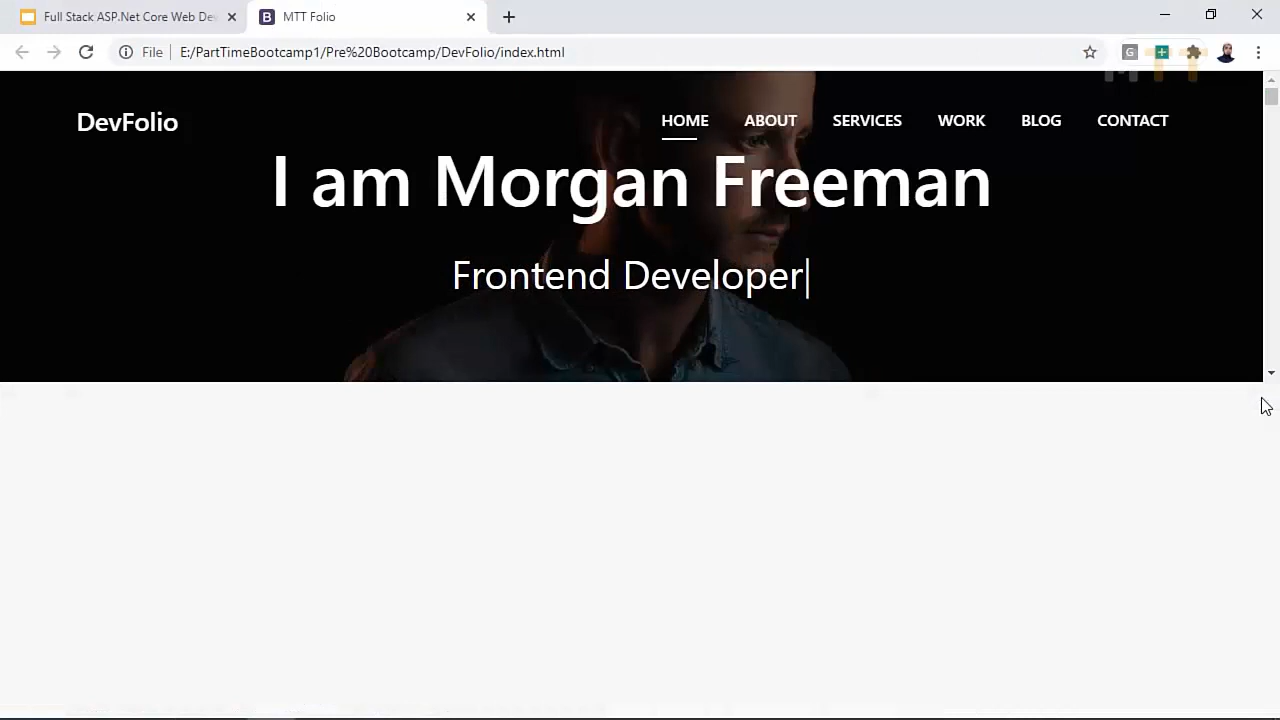 Full Stack ASP.Net Core Web De
MTT Folio
File E:/PartTimeBootcamp1/Pre%20Bootcamp/DevFolio/index.html
MTT
DevFolio
HOME ABOUT SERVICES WORK BLOG CONTACT
I am Morgan Freeman
Frontend Developer